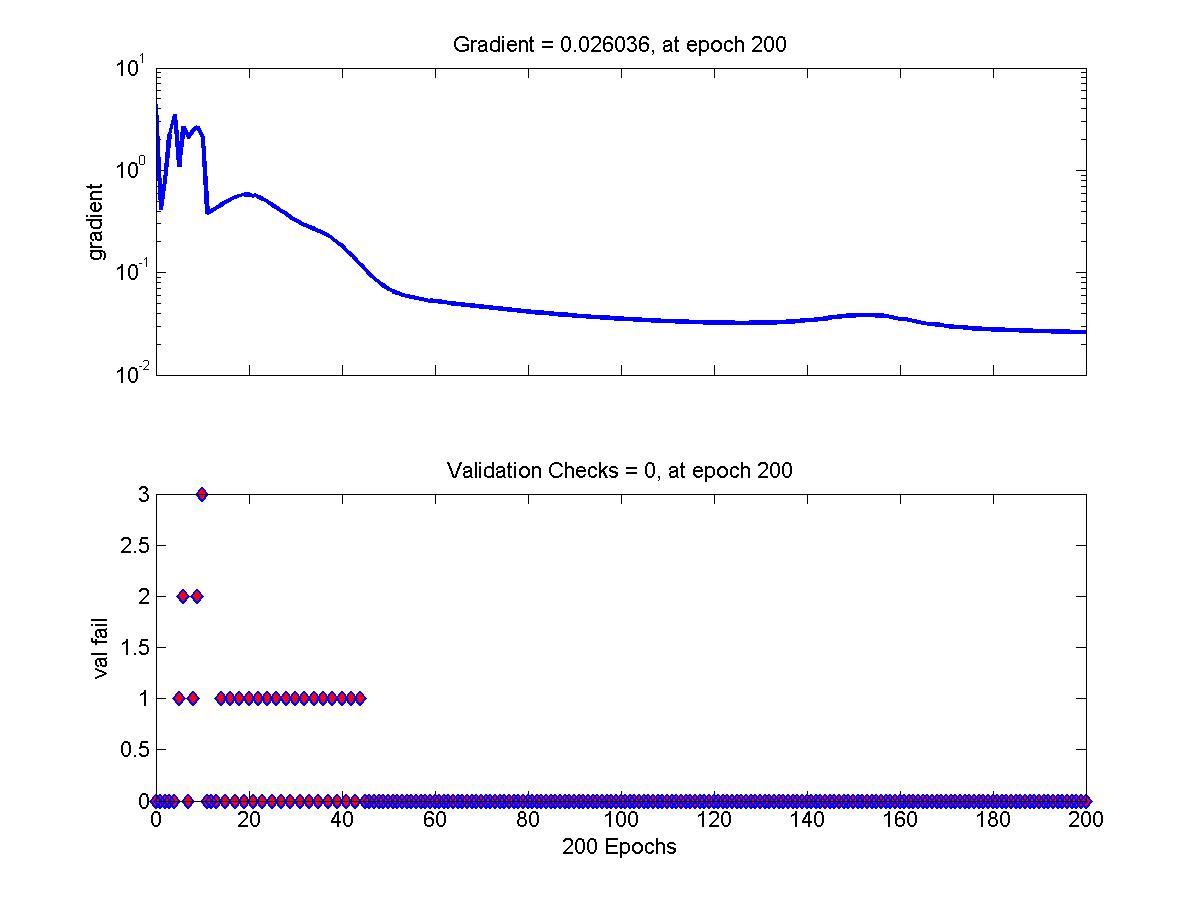 Gradient = 0.026036, at epoch 200
10^1
10^0
10^-1
10^-2
gradient
Validation Checks = 0, at epoch 200
3
2.5
2
1.5
1
0.5
0
val fail
0 20 40 60 80 100 120 140 160 180 200
200 Epochs